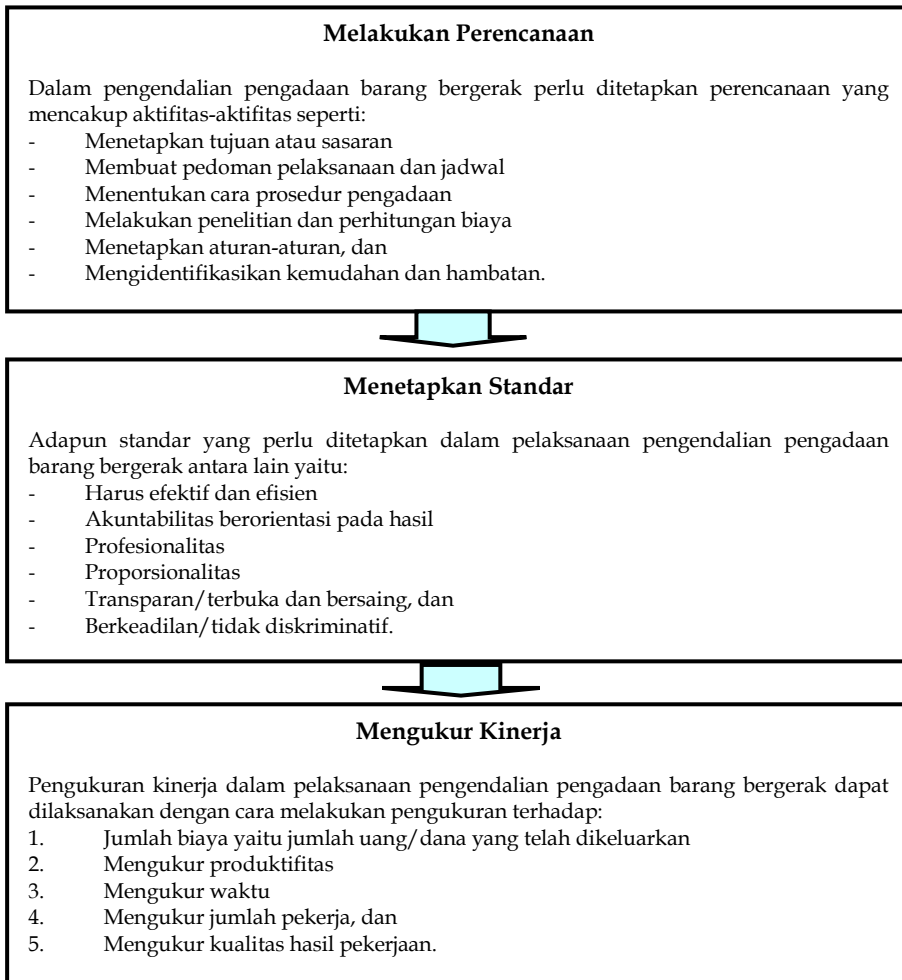 Melakukan Perencanaan
Dalam pengendalian pengadaan barang bergerak perlu ditetapkan perencanaan yang
mencakup aktifitas-aktifitas seperti:
- Menetapkan tujuan atau sasaran
- Membuat pedoman pelaksanaan dan jadwal
- Menentukan cara prosedur pengadaan
- Melakukan penelitian dan perhitungan biaya
- Menetapkan aturan-aturan, dan
- Mengidentifikasikan kemudahan dan hambatan.
Menetapkan Standar
Adapun standar yang perlu ditetapkan dalam pelaksanaan pengendalian pengadaan
barang bergerak antara lain yaitu:
- Harus efektif dan efisien
- Akuntabilitas berorientasi pada hasil
- Profesionalitas
- Proporsionalitas
- Transparan/terbuka dan bersaing, dan
- Berkeadilan/tidak diskriminatif.
Mengukur Kinerja
Pengukuran kinerja dalam pelaksanaan pengendalian pengadaan barang bergerak dapat
dilaksanakan dengan cara melakukan pengukuran terhadap:
1. Jumlah biaya yaitu jumlah uang/dana yang telah dikeluarkan
2. Mengukur produktifitas
3. Mengukur waktu
4. Mengukur jumlah pekerja, dan
5. Mengukur kualitas hasil pekerjaan.